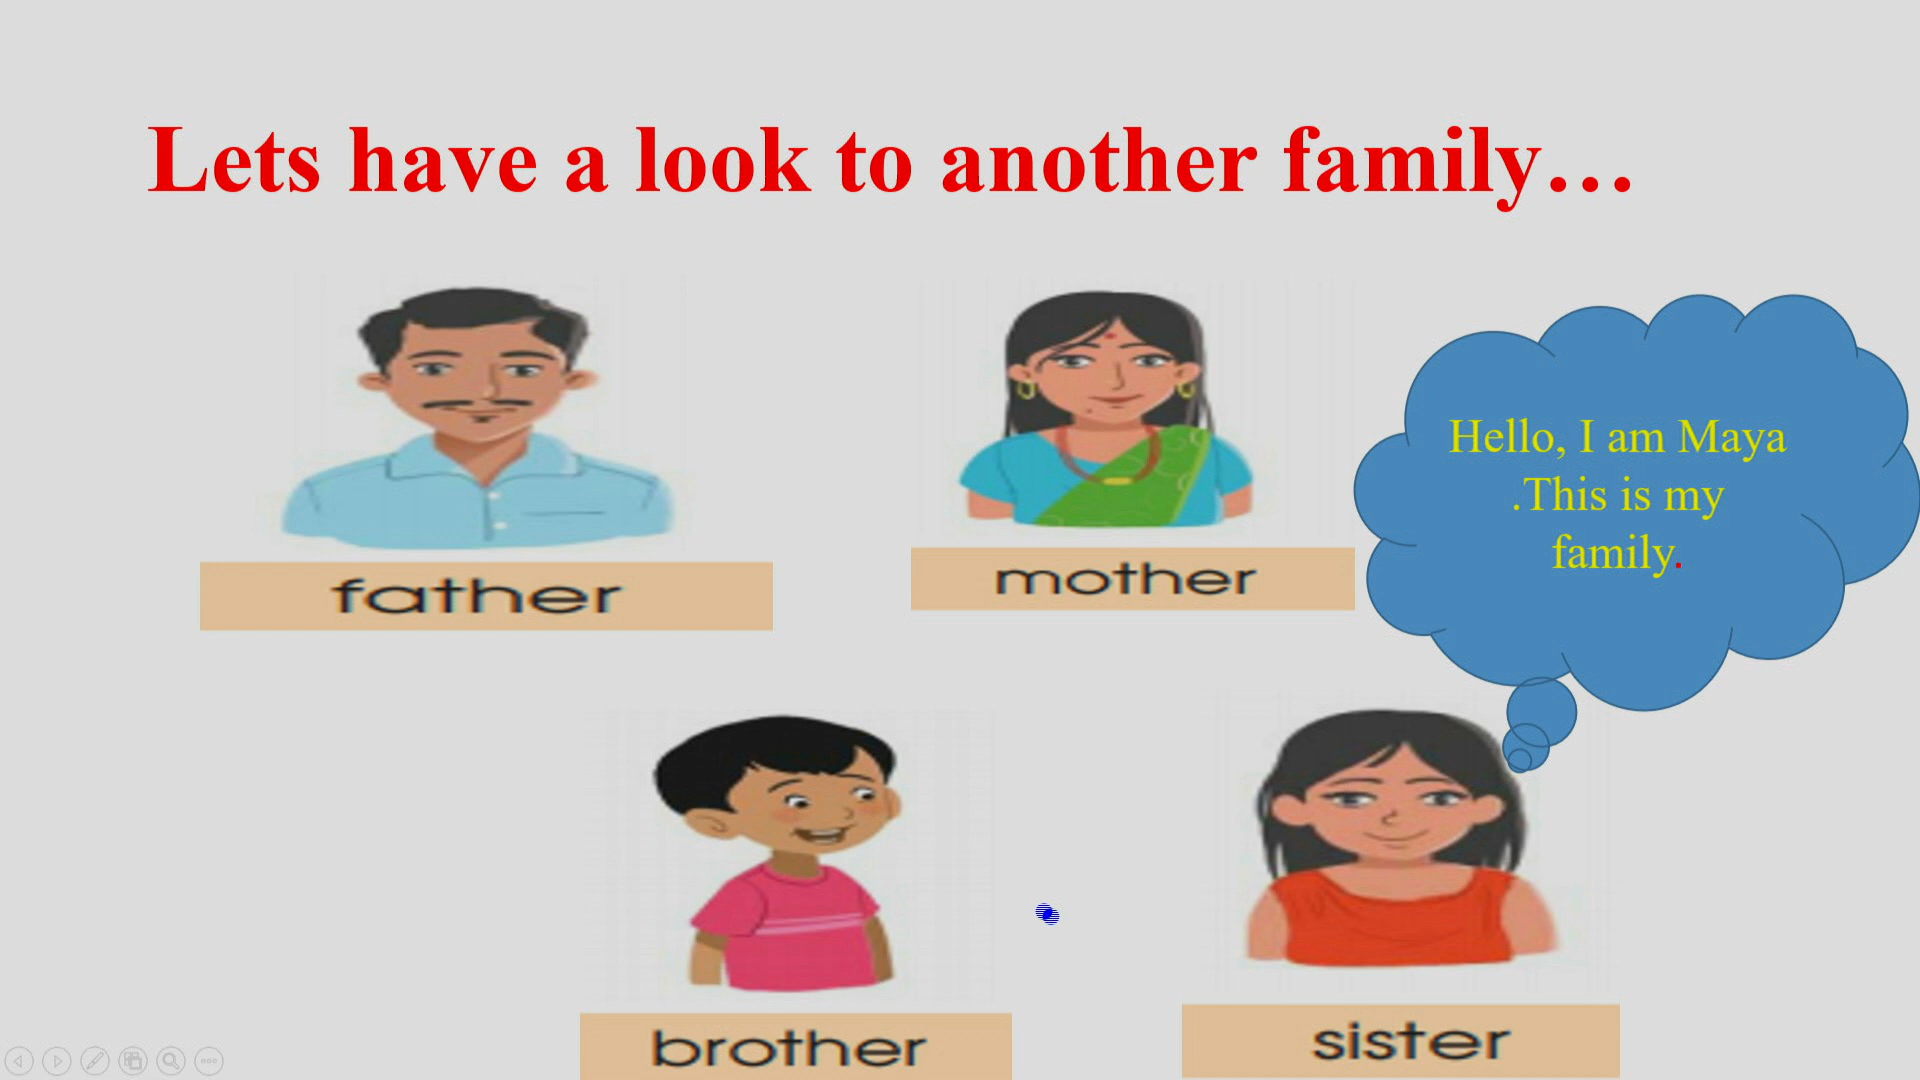 Lets have a look to another family…
Hello, I am Maya
.This is my
family.
father
mother
brother
sister